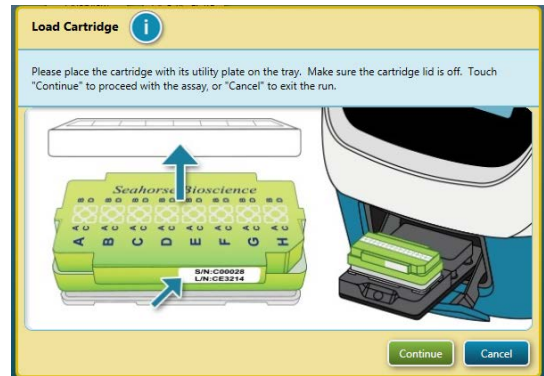 Load Cartridge i
Please place the cartridge with its utility plate on the tray. Make sure the cartridge lid is off. Touch
"Continue" to proceed with the assay, or "Cancel" to exit the run.
Seahorse Bioscience
B D B D B D B D B D B D B D B D
A C A C A C A C A C A C A C A C
A B C D E F G H
S/N:C00028
L/N:CE3214
Continue Cancel